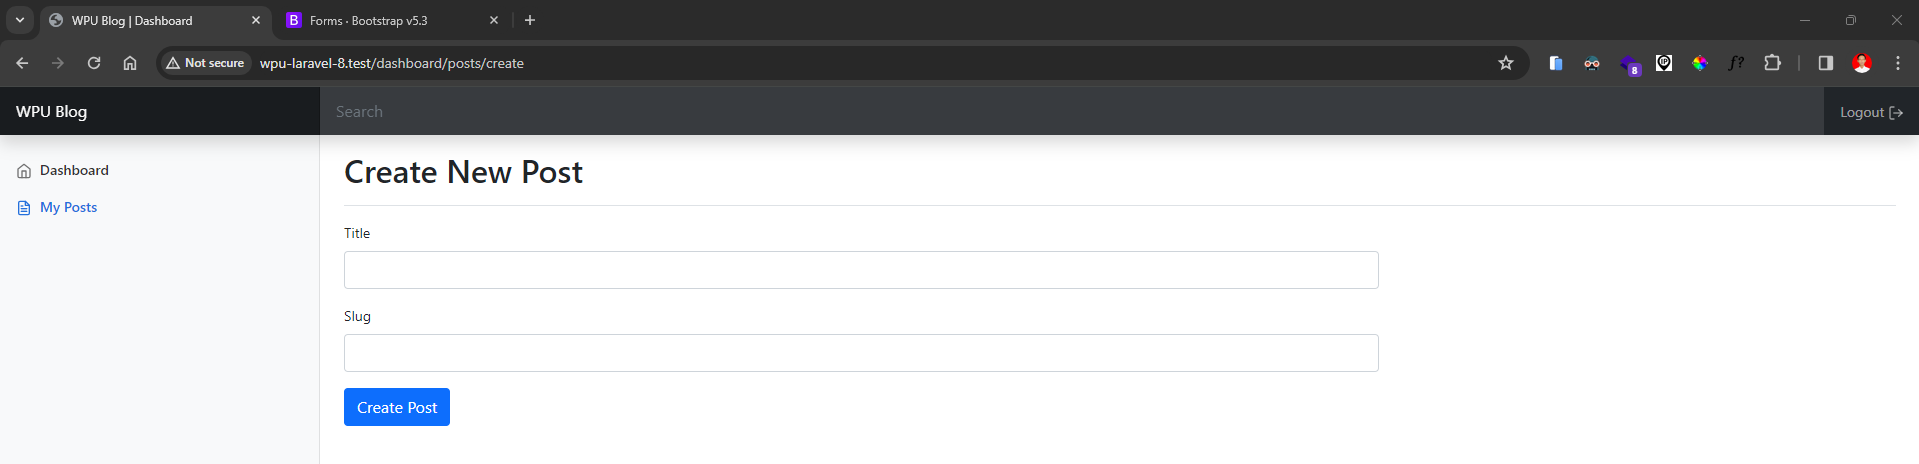 WPU Blog | Dashboard
Forms · Bootstrap v5.3
Not secure
wpu-laravel-8.test/dashboard/posts/create
8
f?
WPU Blog
Search
Logout
Dashboard
My Posts
Create New Post
Title
Slug
Create Post